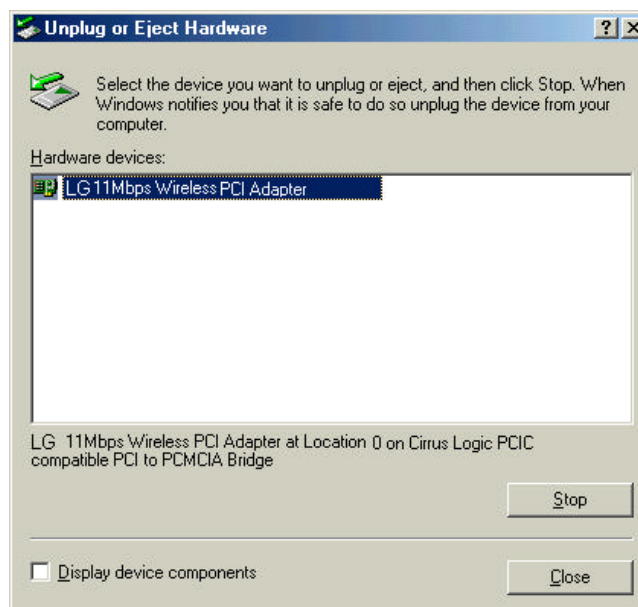 Unplug or Eject Hardware
Select the device you want to unplug or eject, and then click Stop. When
Windows notifies you that it is safe to do so unplug the device from your
computer.
Hardware devices:
LG 11Mbps Wireless PCI Adapter
LG 11Mbps Wireless PCI Adapter at Location 0 on Cirrus Logic PCIC
compatible PCI to PCMCIA Bridge
Stop
Display device components
Close